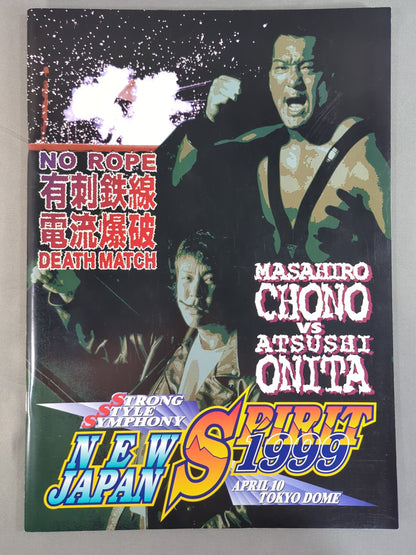 NO ROPE
有刺鉄線
電流爆破
DEATH MATCH
MASAHIRO
CHONO
VS
ATSUSHI
ONITA
STRONG
STYLE
SYMPHONY
NEW
JAPAN
SPIRIT
1999
APRIL 10
TOKYO DOME